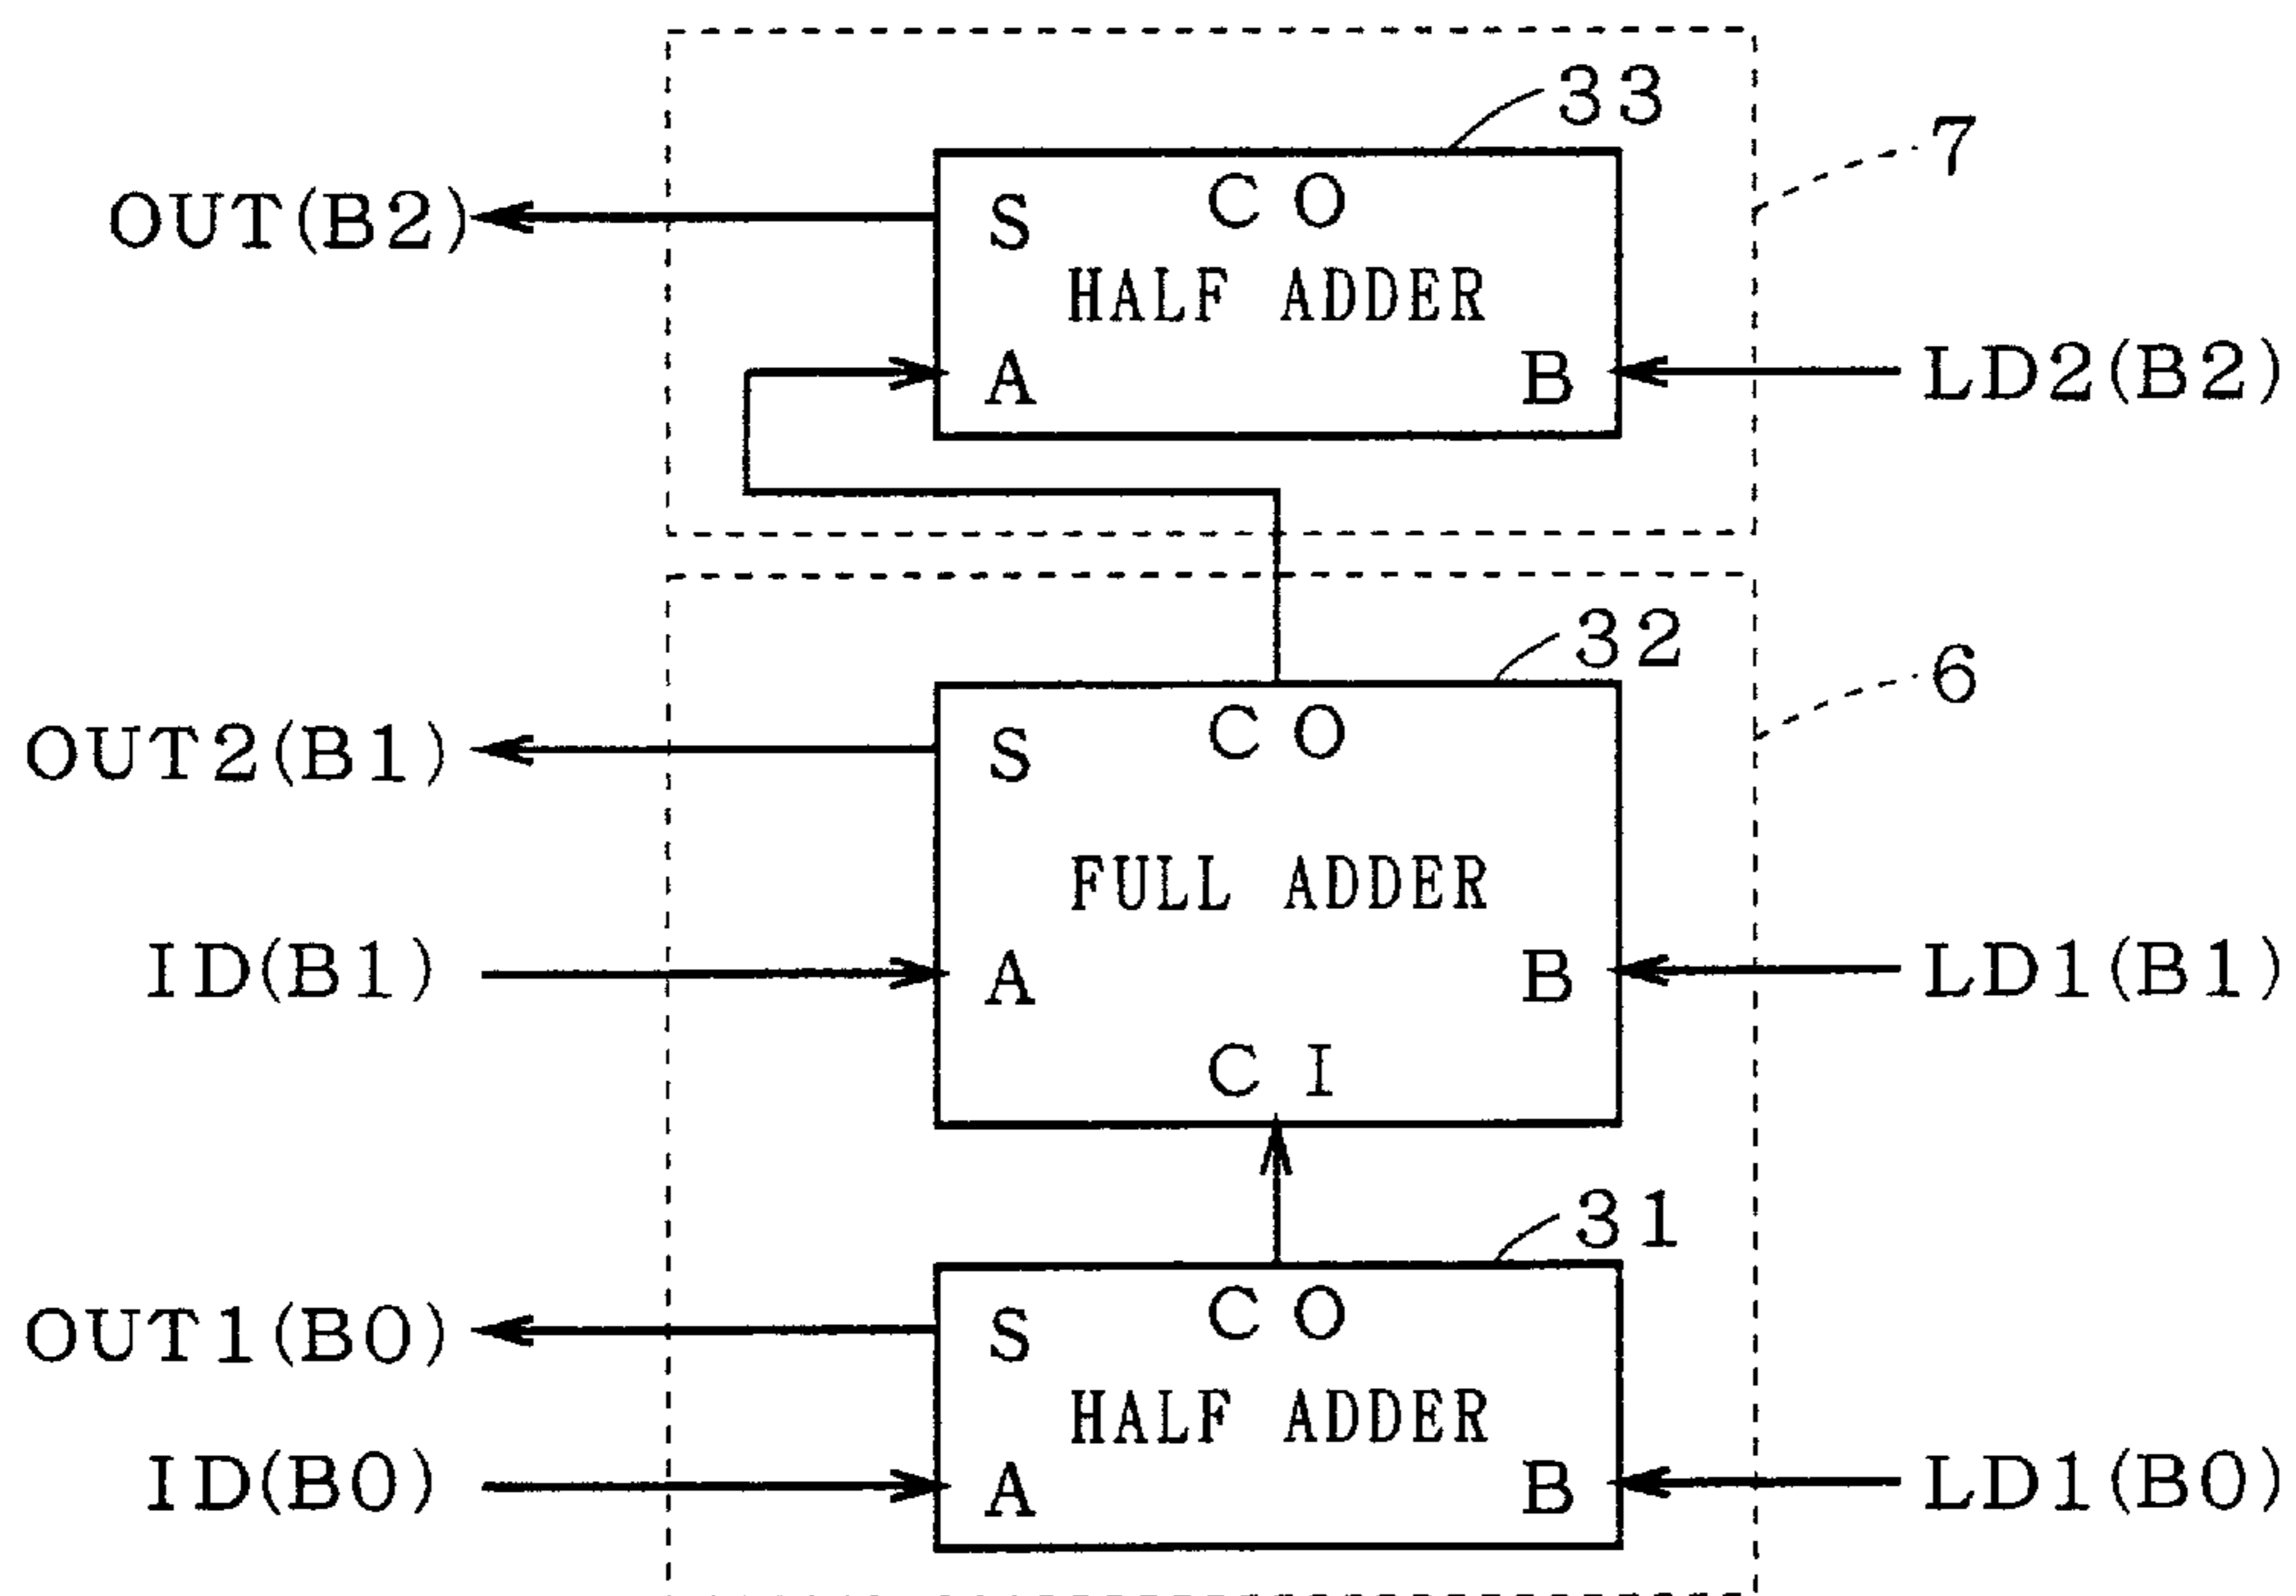 33
7
OUT(B2)
S
CO
HALF ADDER
A
B
LD2(B2)
32
6
OUT2(B1)
S
CO
FULL ADDER
ID(B1)
A
B
LD1(B1)
CI
31
OUT1(B0)
S
CO
HALF ADDER
ID(B0)
A
B
LD1(B0)